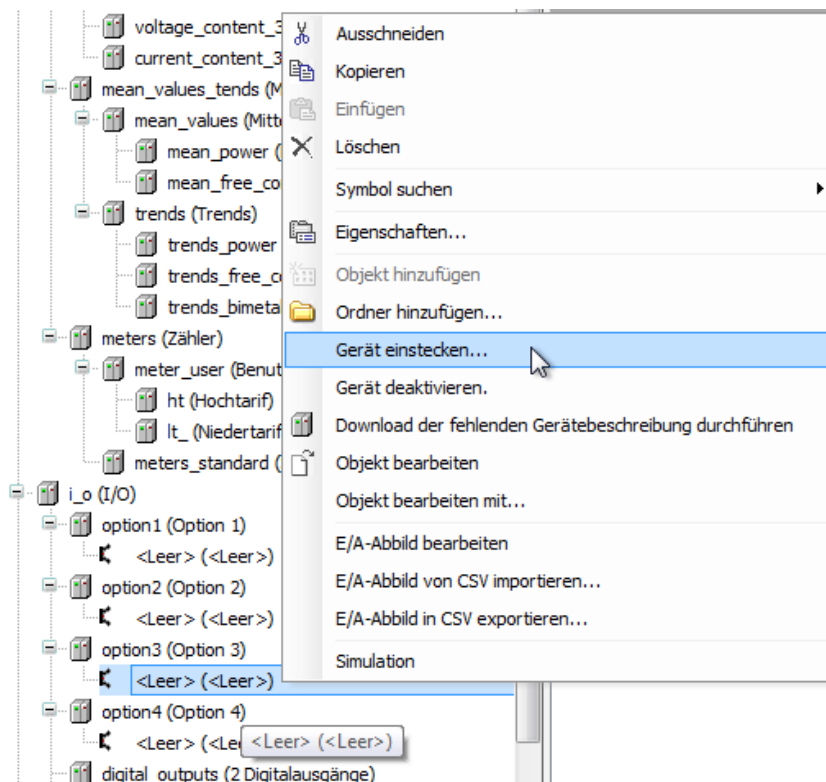 voltage_content_3
current_content_3
mean_values_tends (M
mean_values (Mitt
mean_power (
mean_free_co
trends (Trends)
trends_power
trends_free_c
trends_bimeta
meters (Zähler)
meter_user (Benut
ht (Hochtarif)
lt_ (Niedertarif
meters_standard (
i_o (I/O)
option1 (Option 1)
<Leer> (<Leer>)
option2 (Option 2)
<Leer> (<Leer>)
option3 (Option 3)
<Leer> (<Leer>)
option4 (Option 4)
<Leer> (<Lee
<Leer> (<Leer>)
digital_outputs (2 Digitalausgänge)
Ausschneiden
Kopieren
Einfügen
Löschen
Symbol suchen
Eigenschaften...
Objekt hinzufügen
Ordner hinzufügen...
Gerät einstecken...
Gerät deaktivieren.
Download der fehlenden Gerätebeschreibung durchführen
Objekt bearbeiten
Objekt bearbeiten mit...
E/A-Abbild bearbeiten
E/A-Abbild von CSV importieren...
E/A-Abbild in CSV exportieren...
Simulation